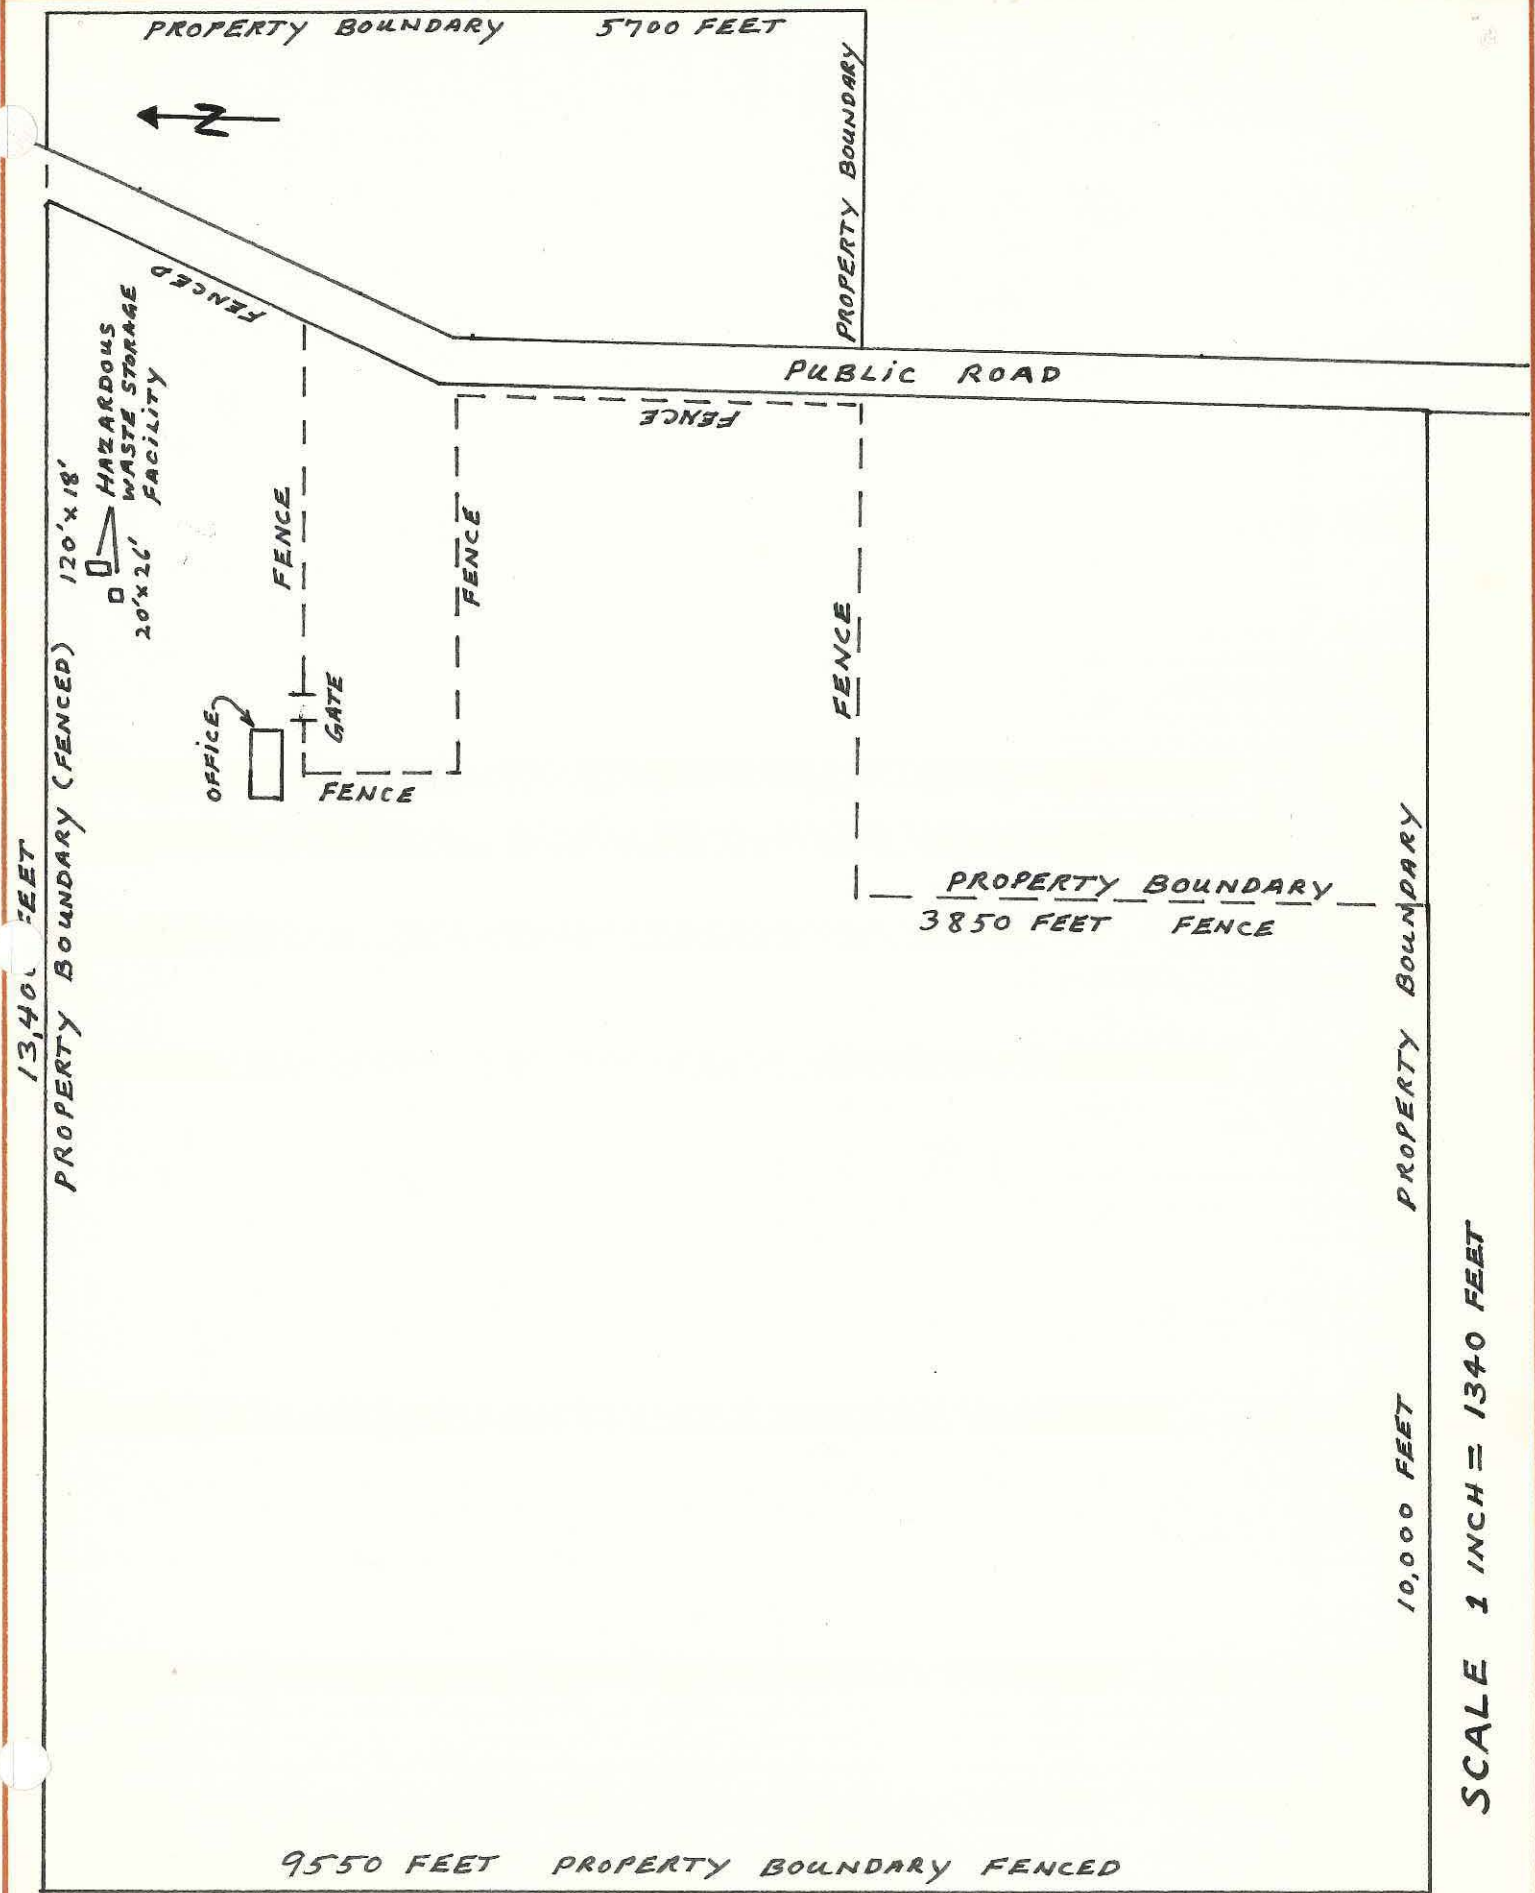 PROPERTY BOUNDARY 5700 FEET
N
PROPERTY BOUNDARY
FENCED
PUBLIC ROAD
FENCE
HAZARDOUS
WASTE STORAGE
FACILITY
120'x18'
20'x26'
FENCE
FENCE
FENCE
OFFICE
GATE
FENCE
PROPERTY BOUNDARY
3850 FEET FENCE
FEET
PROPERTY BOUNDARY (FENCED)
PROPERTY BOUNDARY
10,000 FEET
SCALE 1 INCH = 1340 FEET
9550 FEET PROPERTY BOUNDARY FENCED